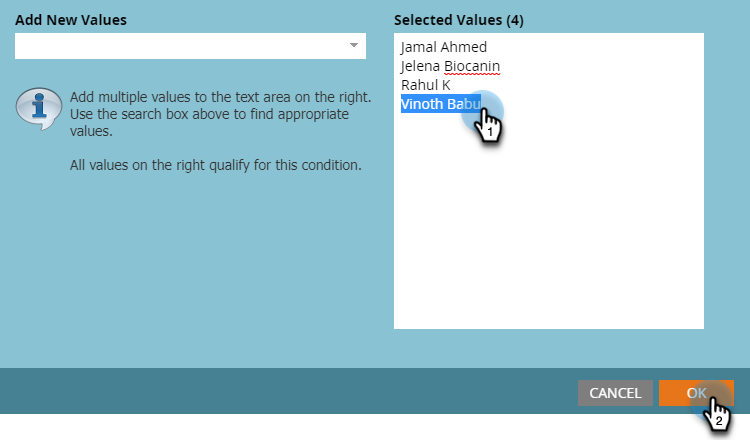 Add New Values
Add multiple values to the text area on the right.
Use the search box above to find appropriate
values.
All values on the right qualify for this condition.
Selected Values (4)
Jamal Ahmed
Jelena Biocanin
Rahul K
Vinoth Babu
1
CANCEL
OK
2